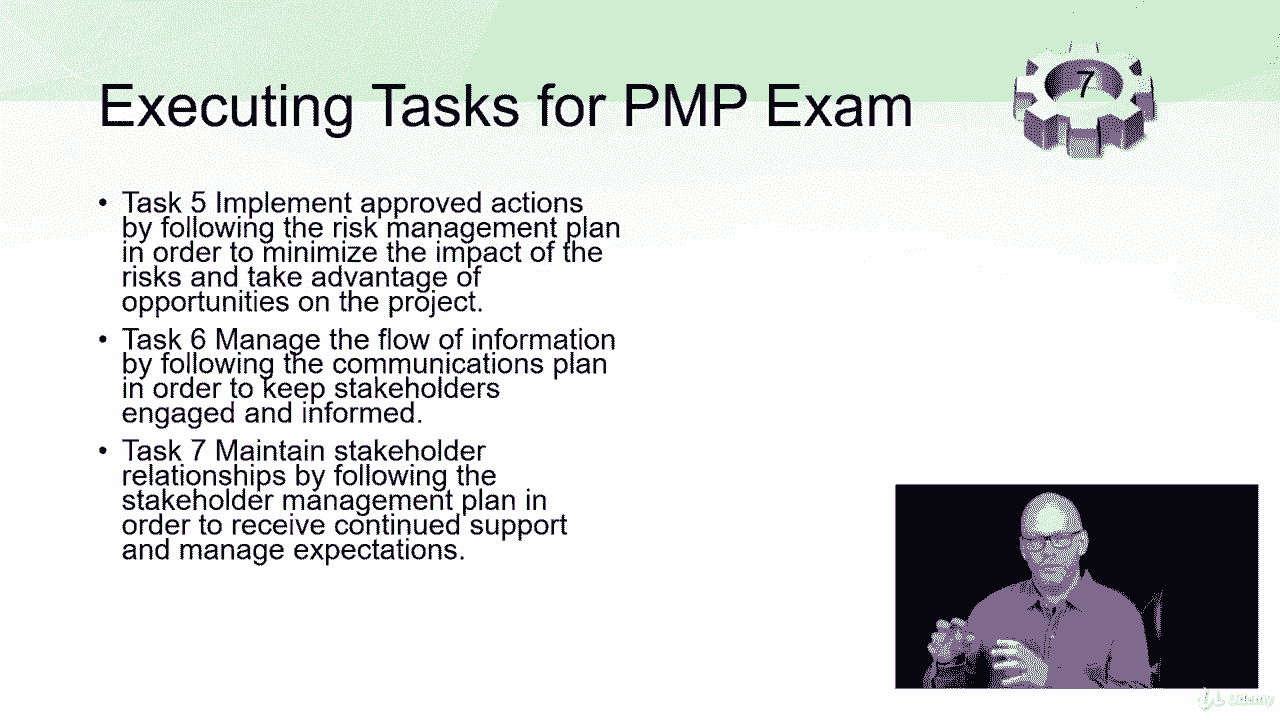 Executing Tasks for PMP Exam
7
• Task 5 Implement approved actions
by following the risk management plan
in order to minimize the impact of the
risks and take advantage of
opportunities on the project.
• Task 6 Manage the flow of information
by following the communications plan
in order to keep stakeholders
engaged and informed.
• Task 7 Maintain stakeholder
relationships by following the
stakeholder management plan in
order to receive continued support
and manage expectations.
Udemy